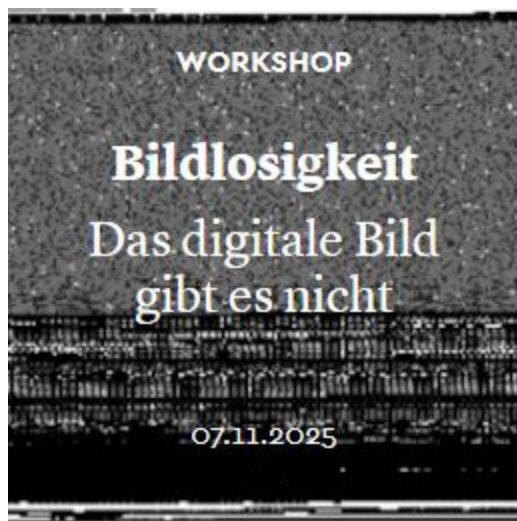 WORKSHOP
Bildlosigkeit
Das digitale Bild
gibt es nicht
07.11.2025